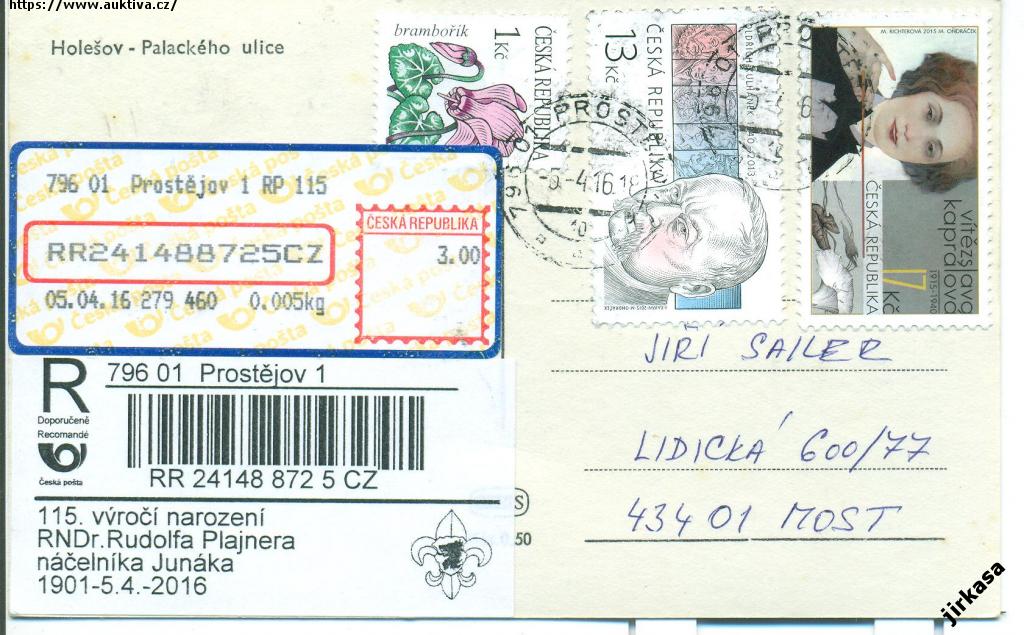 https://www.auktiva.cz/
Holešov - Palackého ulice
brambořík
1 Kč
ČESKÁ REPUBLIKA
13 Kč
ČESKÁ REPUBLIKA
M. RICHTEROVÁ 2015 M. ONDRÁČEK
ČESKÁ REPUBLIKA
17 Kč
vítězslava
kaprálová
1915-1940
PROSTĚ
-5.-4.16.18
796 01 Prostějov 1 RP 115
RR241488725CZ
05.04.16 279 460 0.005kg
ČESKÁ REPUBLIKA
3.00
R
Doporučeně
Recomandé
Česká pošta
796 01 Prostějov 1
RR 24148 872 5 CZ
115. výročí narození
RNDr.Rudolfa Plajnera
náčelníka Junáka
1901-5.4.-2016
0.50
JIŘÍ SAILER
LIDICKÁ 600/77
434 01 MOST
jirkasa